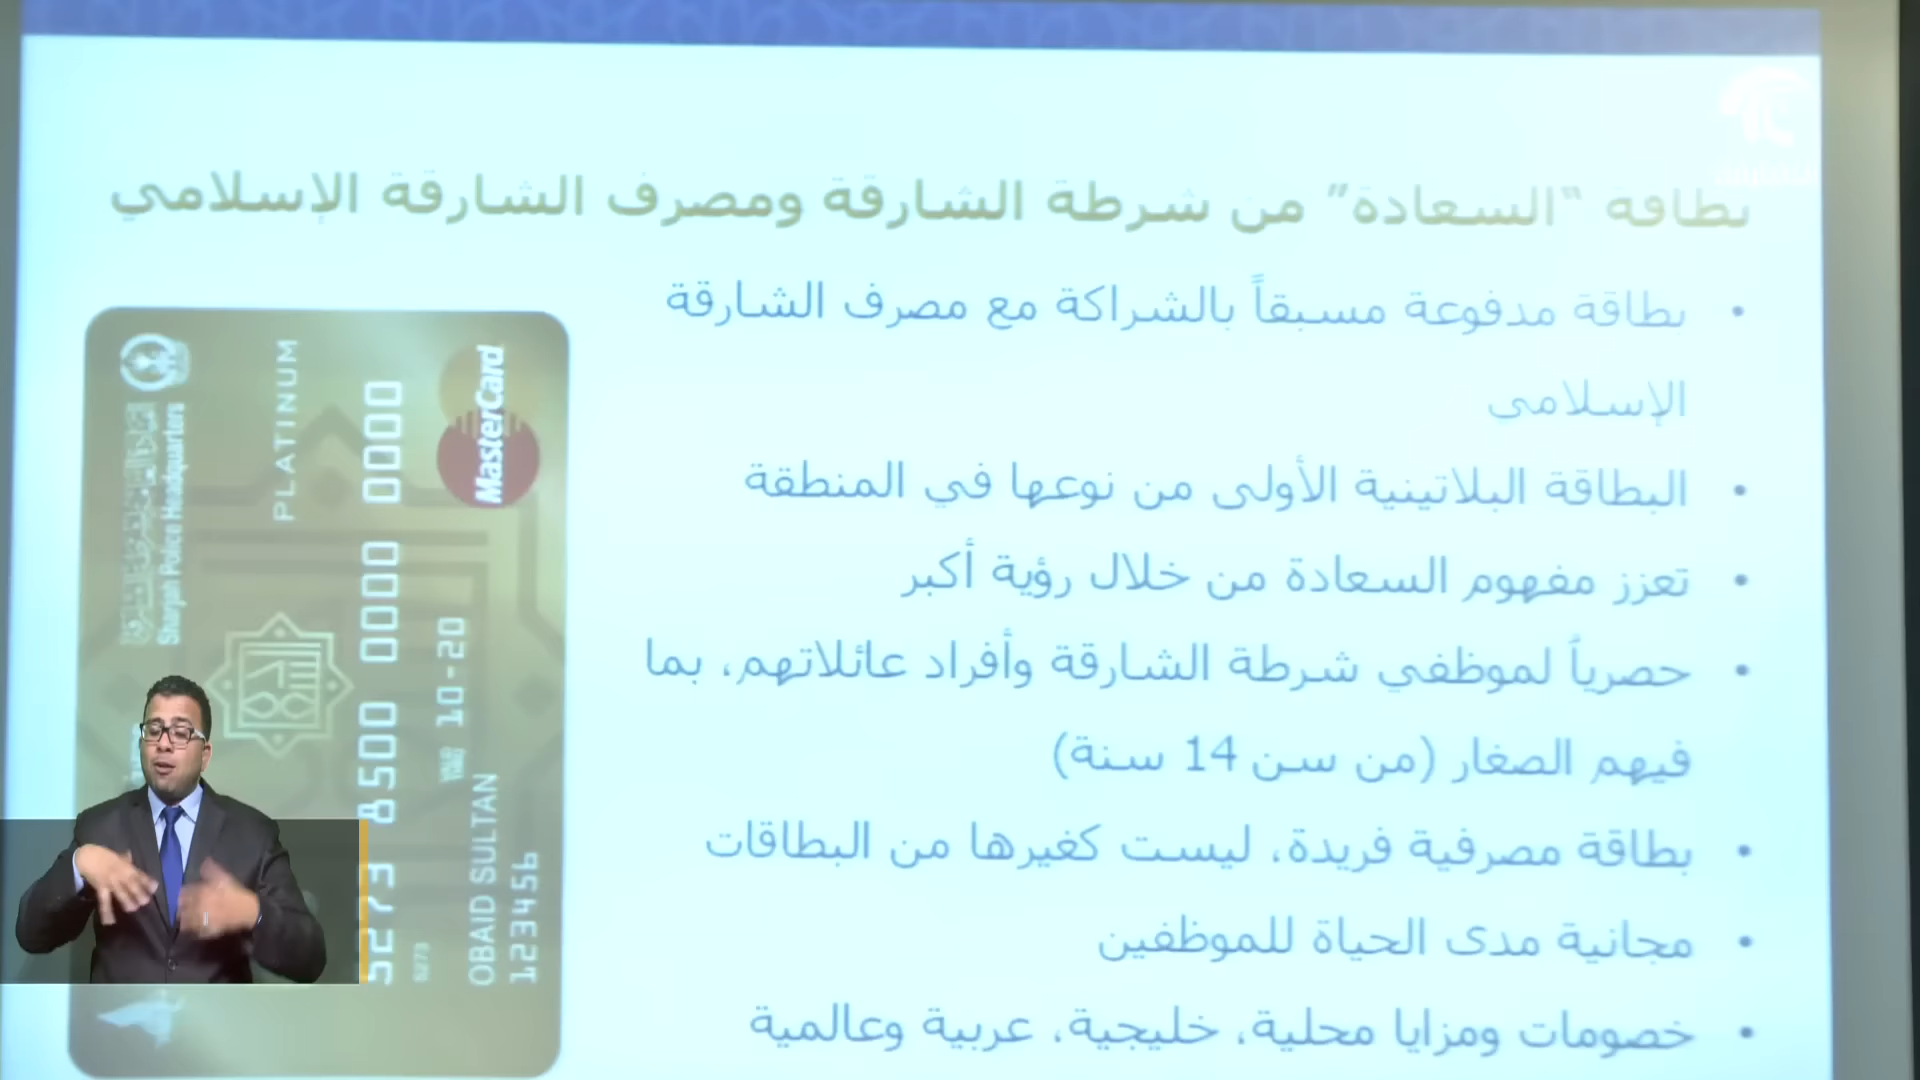 بطاقة "السعادة" من شرطة الشارقة ومصرف الشارقة الإسلامي
• بطاقة مدفوعة مسبقاً بالشراكة مع مصرف الشارقة
الإسلامي
• البطاقة البلاتينية الأولى من نوعها في المنطقة
• تعزز مفهوم السعادة من خلال رؤية أكبر
• حصرياً لموظفي شرطة الشارقة وأفراد عائلاتهم، بما
فيهم الصغار (من سن 14 سنة)
• بطاقة مصرفية فريدة، ليست كغيرها من البطاقات
• مجانية مدى الحياة للموظفين
• خصومات ومزايا محلية، خليجية، عربية وعالمية
Sharjah Police Headquarters
PLATINUM
5273 8500 0000 0000
5273
10-20
OBAID SULTAN
123456
MasterCard